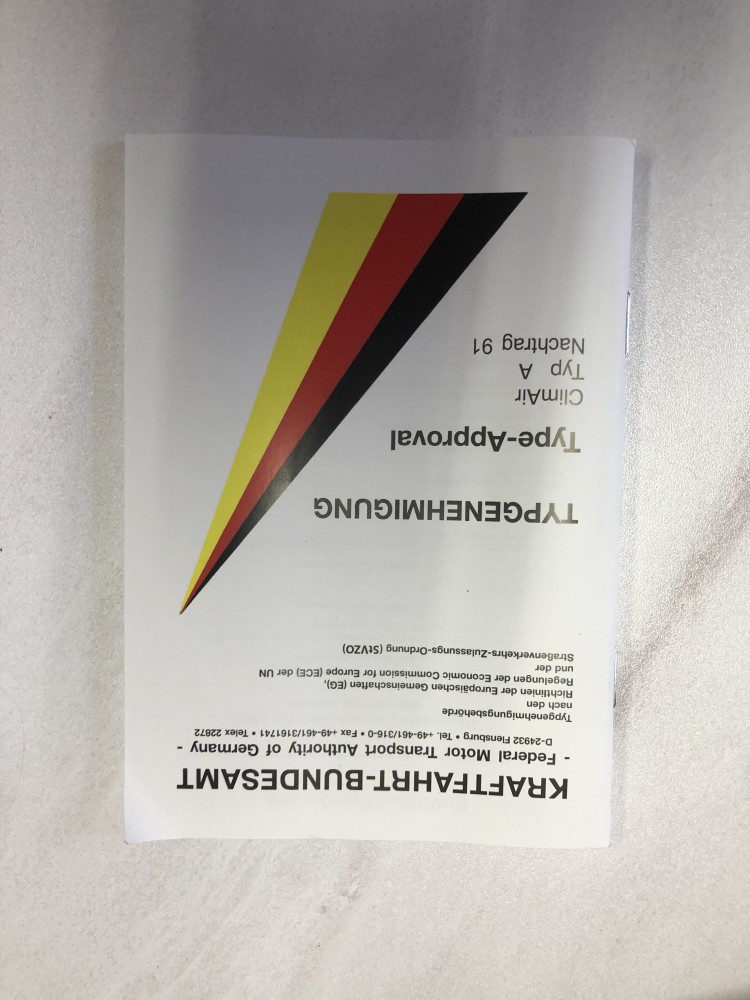 KRAFTFAHRT-BUNDESAMT
- Federal Motor Transport Authority of Germany -
D-24932 Flensburg • Tel. +49-461/316-0 • Fax +49-461/3161741 • Telex 22872
Typgenehmigungsbehörde
nach den
Richtlinien der Europäischen Gemeinschaften (EG),
Regelungen der Economic Commission for Europe (ECE) der UN
und der
Straßenverkehrs-Zulassungs-Ordnung (StVZO)
TYPGENEHMIGUNG
Type-Approval
ClimAir
Typ A
Nachtrag 91